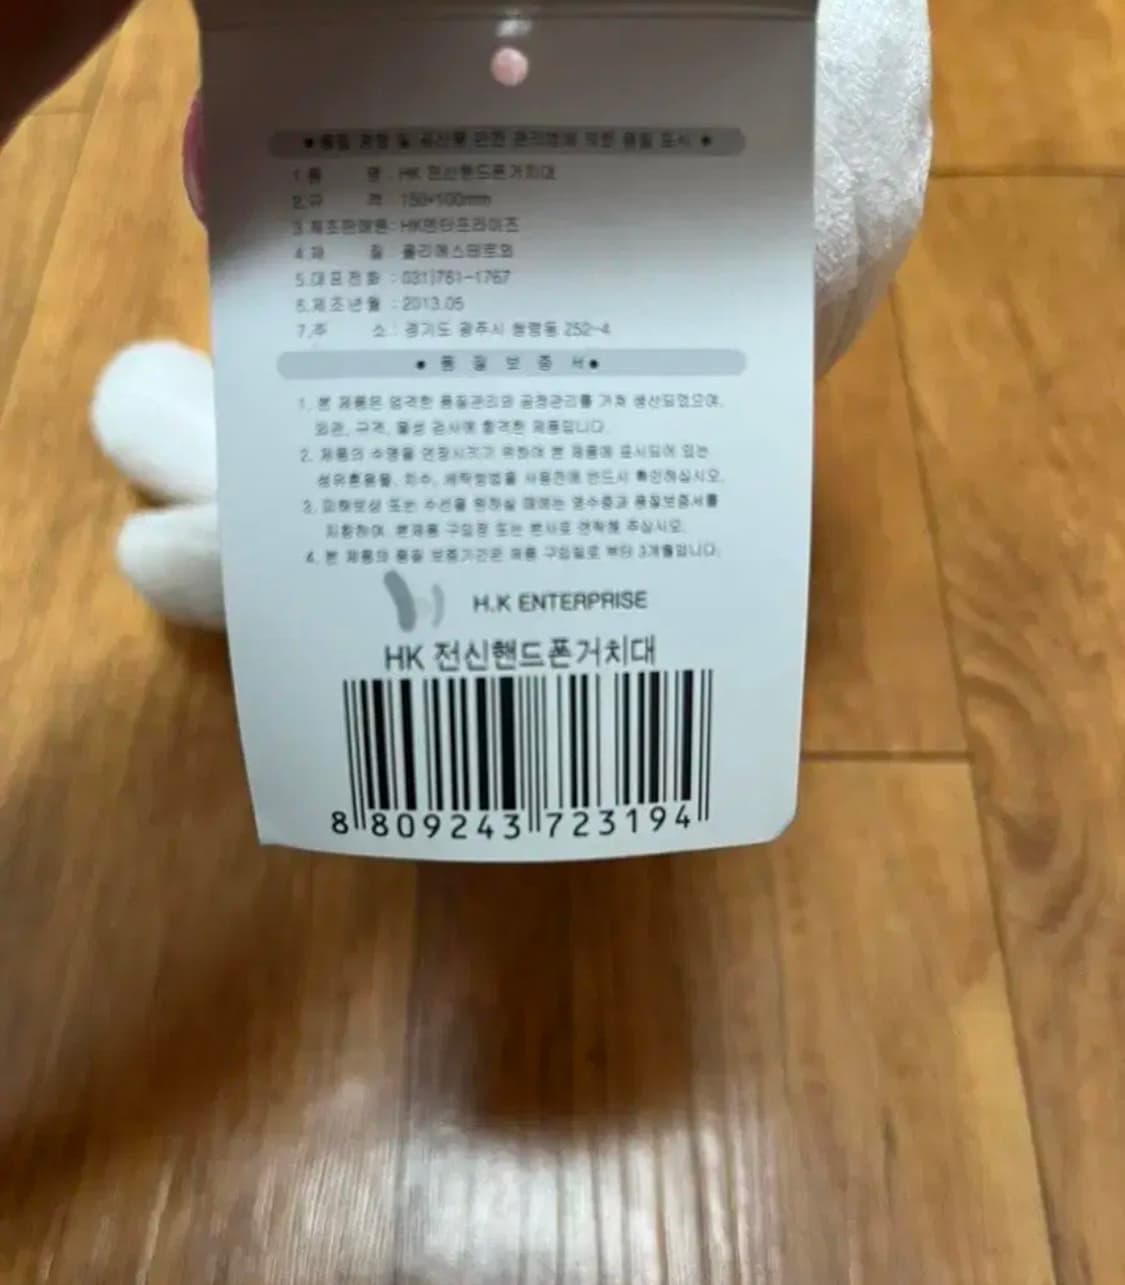 ● 품질 경영 및 공산품 안전 관리법에 의한 품질 표시 ●
1.품 명 : HK 전신핸드폰거치대
2.규 격 : 150*100mm
3.제조판매원: HK엔터프라이즈
4.재 질 : 폴리에스테르외
5.대표전화 : 031)761-1767
6.제조년월 : 2013.05
7.주 소 : 경기도 광주시 쌍령동 252-4
● 품 질 보 증 서 ●
1. 본 제품은 엄격한 품질관리와 공정관리를 거쳐 생산되었으며,
외관, 규격, 물성 검사에 합격한 제품입니다.
2. 제품의 수명을 연장시키기 위하여 본 제품에 표시되어 있는
섬유혼용율, 치수, 세탁방법을 사용전에 반드시 확인하십시오.
3. 피해보상 또는 수선을 원하실 때에는 영수증과 품질보증서를
지참하여, 본제품 구입점 또는 본사로 연락해 주십시오.
4. 본 제품의 품질 보증기간은 제품 구입일로 부터 3개월입니다.
H.K ENTERPRISE
HK 전신핸드폰거치대
8 809243 723194